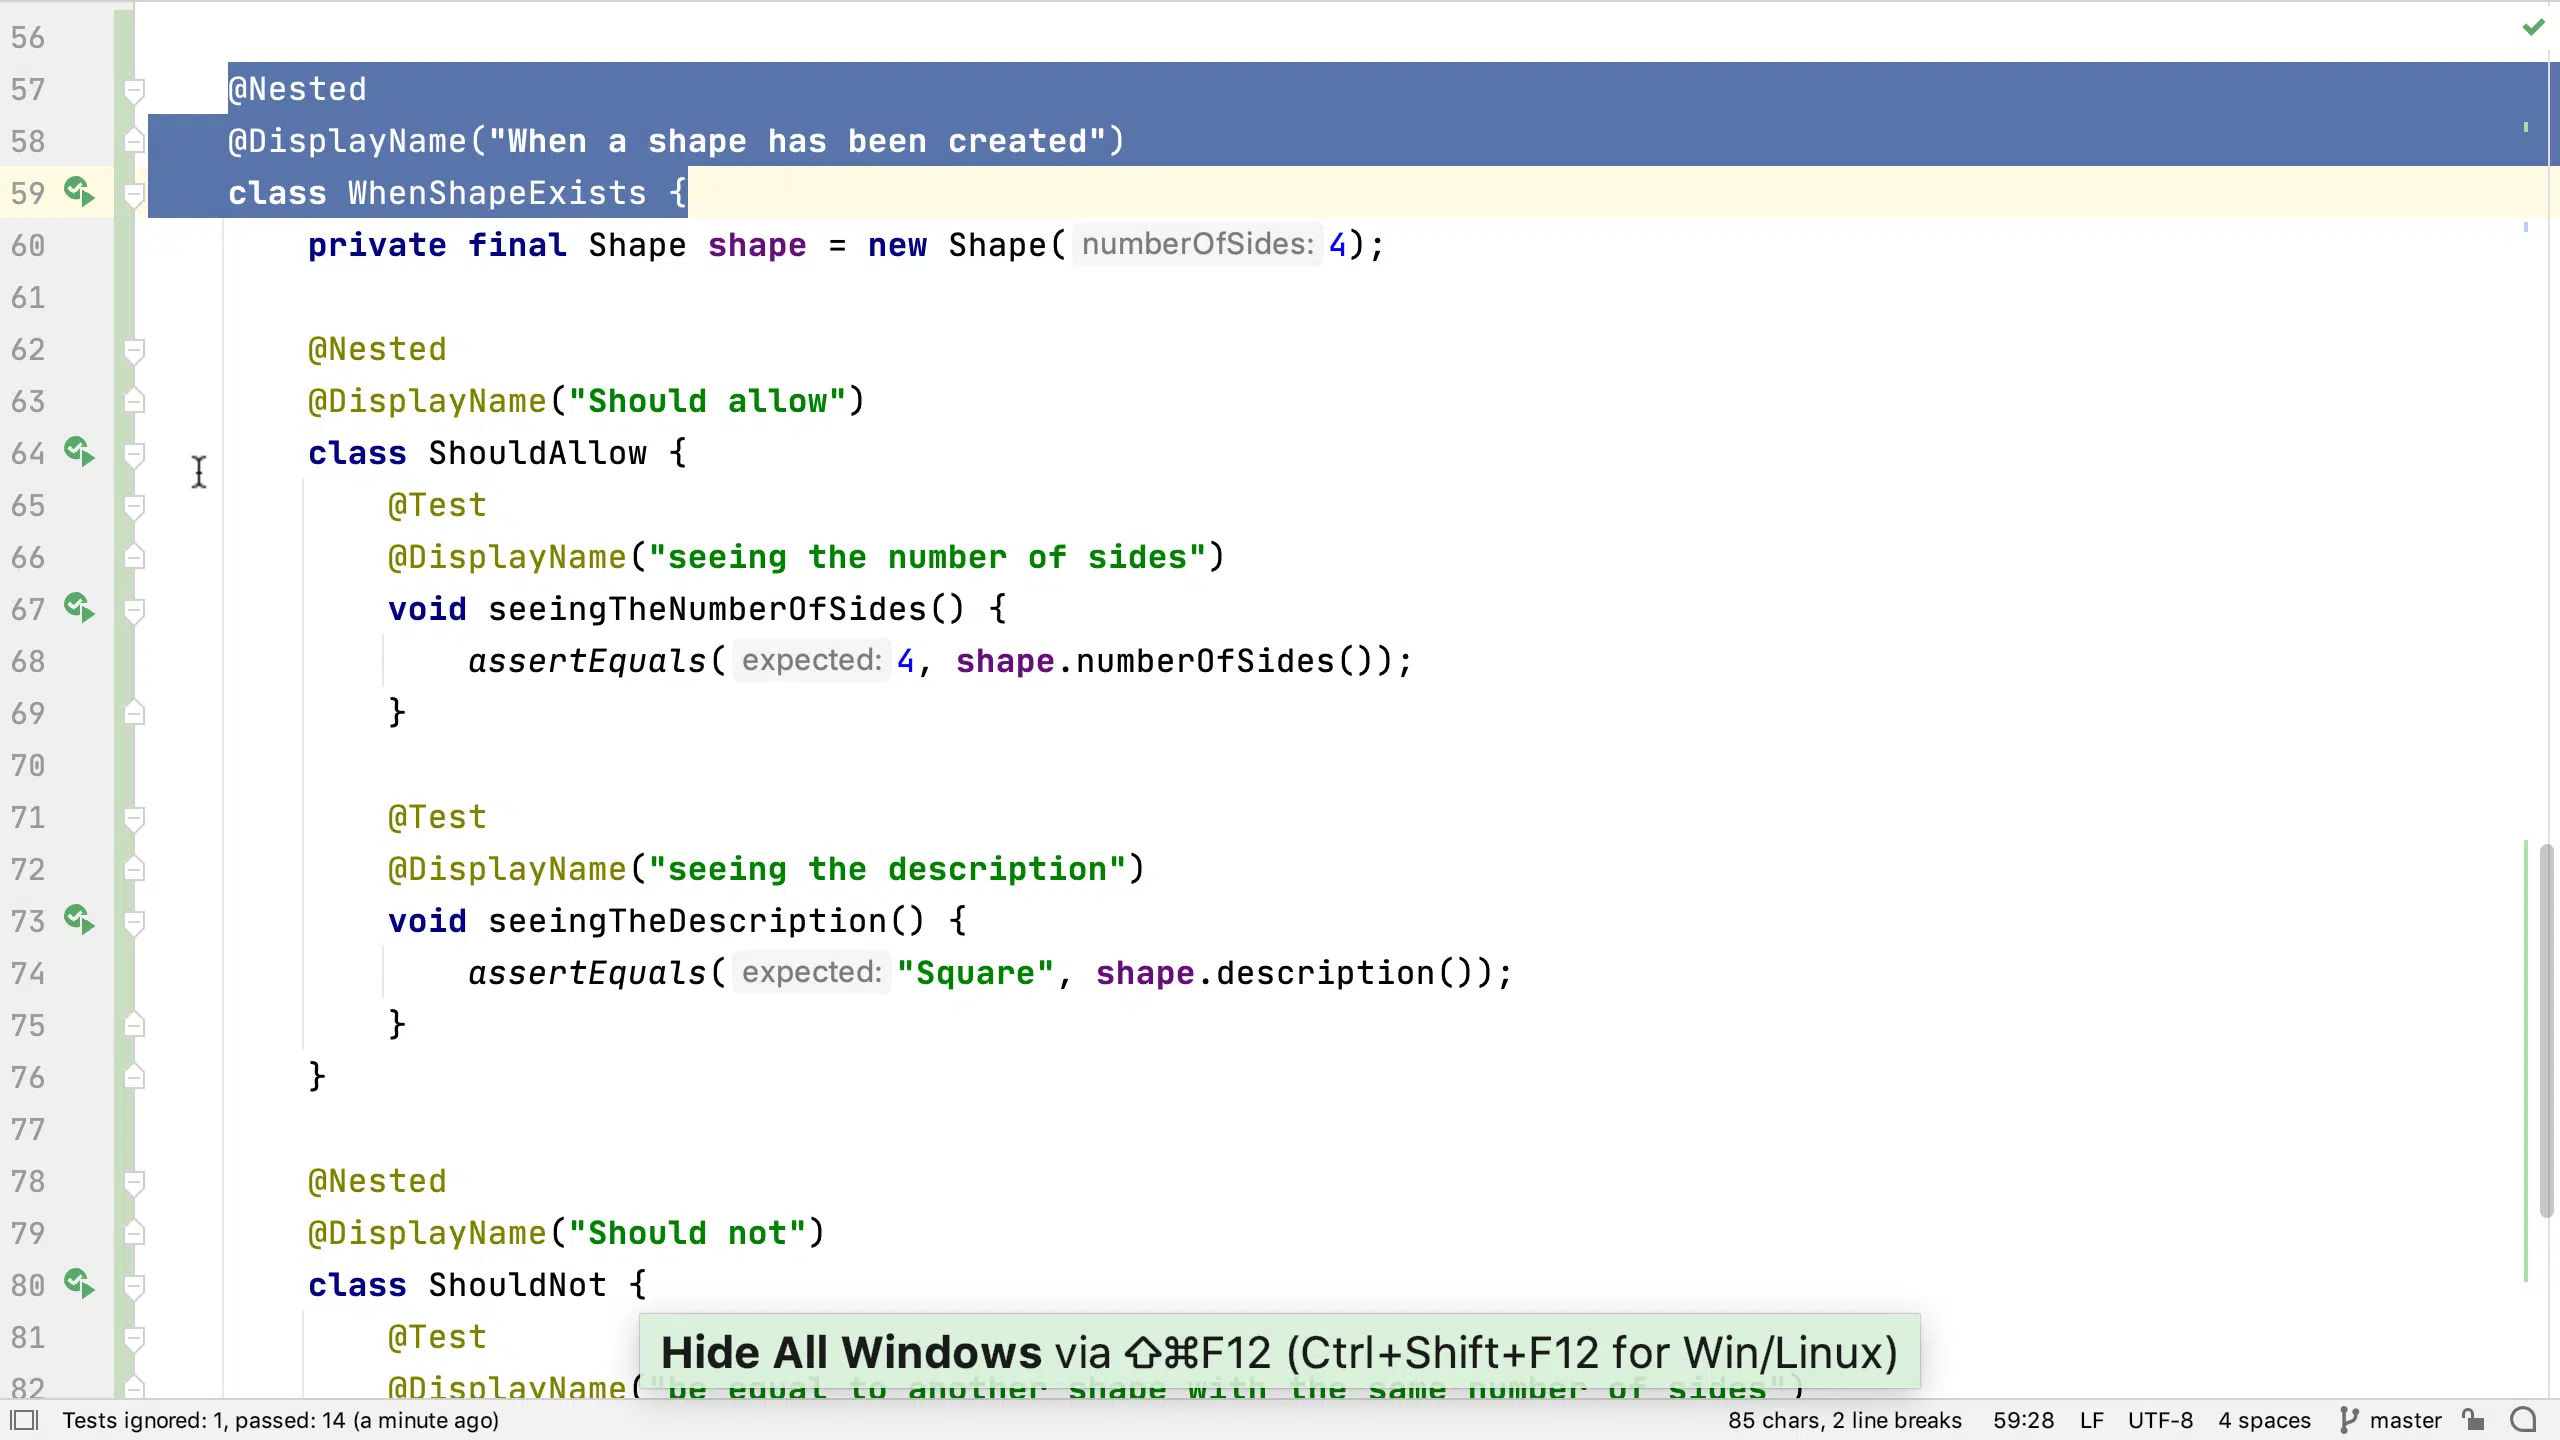 56
57 @Nested
58 @DisplayName("When a shape has been created")
59 class WhenShapeExists {
60 private final Shape shape = new Shape( numberOfSides: 4);
61
62 @Nested
63 @DisplayName("Should allow")
64 class ShouldAllow {
65 @Test
66 @DisplayName("seeing the number of sides")
67 void seeingTheNumberOfSides() {
68 assertEquals( expected: 4, shape.numberOfSides());
69 }
70
71 @Test
72 @DisplayName("seeing the description")
73 void seeingTheDescription() {
74 assertEquals( expected: "Square", shape.description());
75 }
76 }
77
78 @Nested
79 @DisplayName("Should not")
80 class ShouldNot {
81 @Test
Hide All Windows via ⇧⌘F12 (Ctrl+Shift+F12 for Win/Linux)
82 @DisplayName("be equal to another shape with the same number of sides")
Tests ignored: 1, passed: 14 (a minute ago) 85 chars, 2 line breaks 59:28 LF UTF-8 4 spaces master